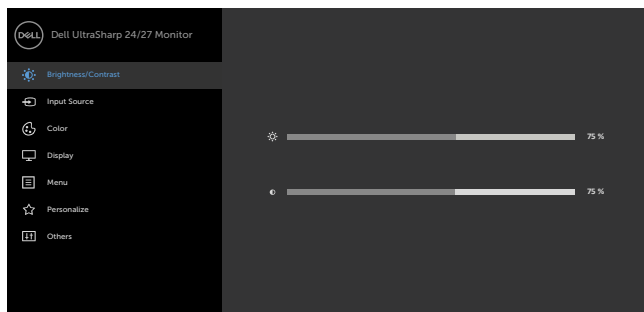 DELL
Dell UltraSharp 24/27 Monitor
Brightness/Contrast
Input Source
Color
Display
Menu
Personalize
Others
75 %
75 %